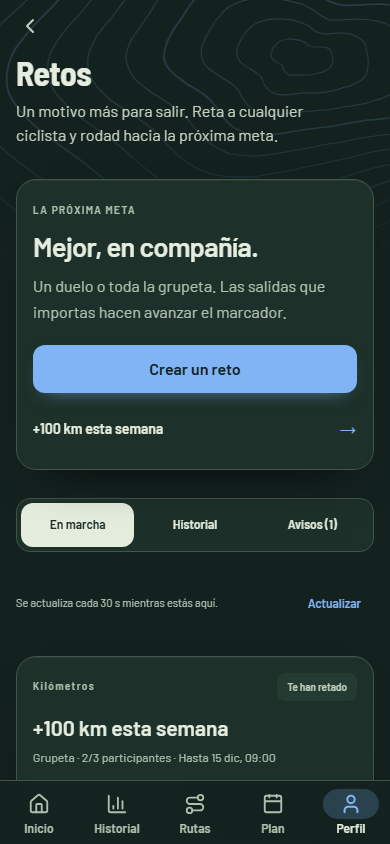 Retos
Un motivo más para salir. Reta a cualquier
ciclista y rodad hacia la próxima meta.
LA PRÓXIMA META
Mejor, en compañía.
Un duelo o toda la grupeta. Las salidas que
importas hacen avanzar el marcador.
Crear un reto
+100 km esta semana →
En marcha Historial Avisos (1)
Se actualiza cada 30 s mientras estás aquí. Actualizar
Kilómetros Te han retado
+100 km esta semana
Grupeta · 2/3 participantes · Hasta 15 dic, 09:00
Inicio Historial Rutas Plan Perfil